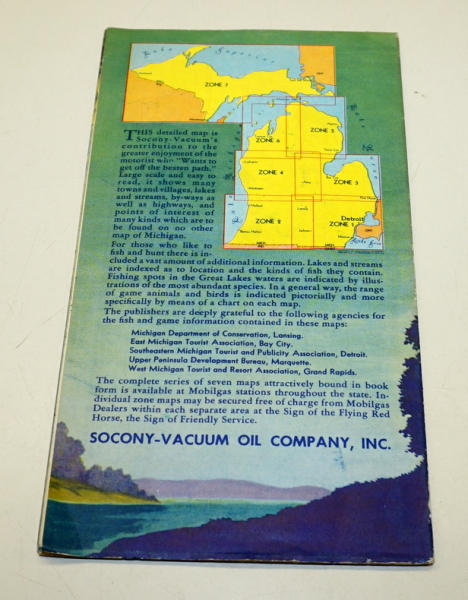 Lake Superior
ZONE 7
ZONE 5
ZONE 6
ZONE 4
ZONE 3
ZONE 2
ZONE 1
Detroit
THIS detailed map is
Socony-Vacuum's
contribution to the
greater enjoyment of the
motorist who "Wants to
get off the beaten path."
Large scale and easy to
read, it shows many
towns and villages, lakes
and streams, by-ways as
well as highways, and
points of interest of
many kinds which are to
be found on no other
map of Michigan.
For those who like to
fish and hunt there is in-
cluded a vast amount of additional information. Lakes and streams
are indexed as to location and the kinds of fish they contain.
Fishing spots in the Great Lakes waters are indicated by illus-
trations of the most abundant species. In a general way, the range
of game animals and birds is indicated pictorially and more
specifically by means of a chart on each map.
The publishers are deeply grateful to the following agencies for
the fish and game information contained in these maps:
Michigan Department of Conservation, Lansing.
East Michigan Tourist Association, Bay City.
Southeastern Michigan Tourist and Publicity Association, Detroit.
Upper Peninsula Development Bureau, Marquette.
West Michigan Tourist and Resort Association, Grand Rapids.
The complete series of seven maps attractively bound in book
form is available at Mobilgas stations throughout the state. In-
dividual zone maps may be secured free of charge from Mobilgas
Dealers within each separate area at the Sign of the Flying Red
Horse, the Sign of Friendly Service.
SOCONY-VACUUM OIL COMPANY, INC.